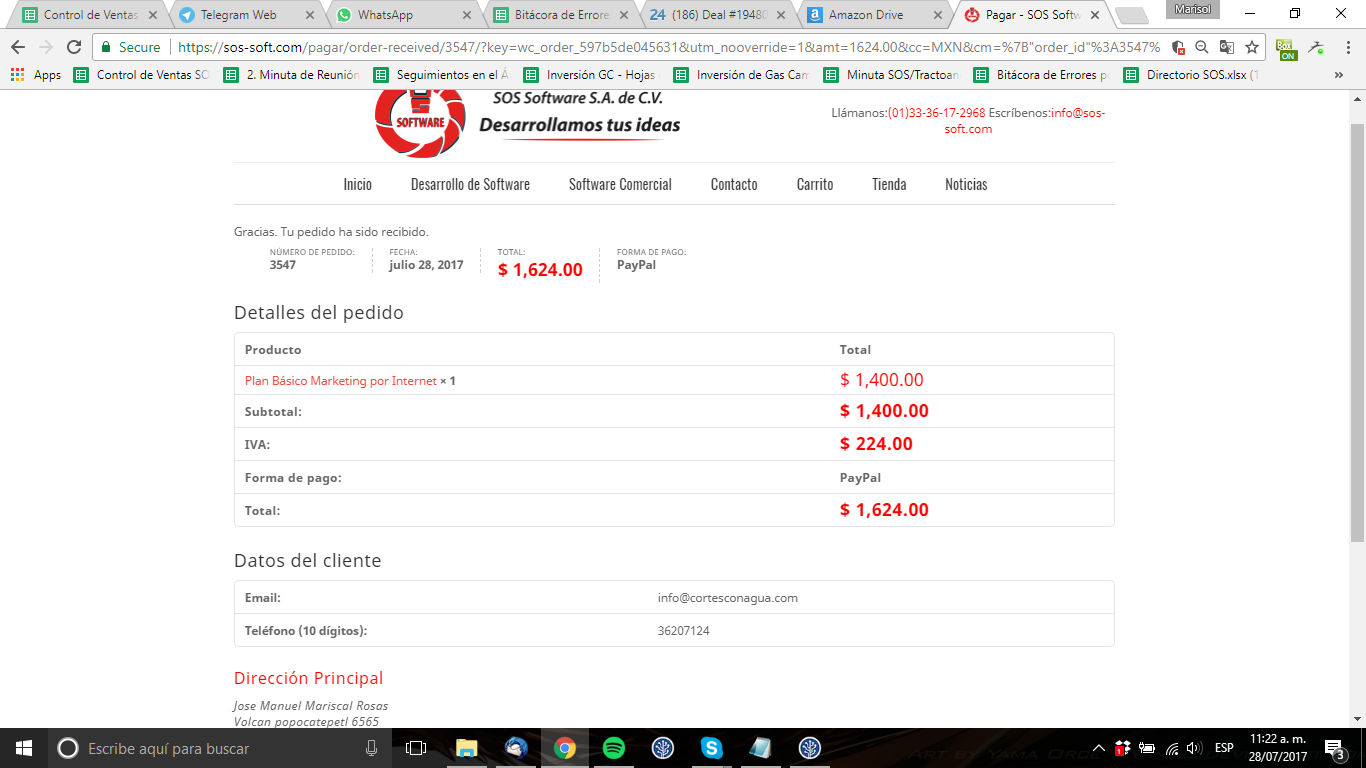 Marisol
Control de Ventas
Telegram Web
WhatsApp
Bitácora de Errore
(186) Deal #19480
Amazon Drive
Pagar - SOS Softw
Secure
https://sos-soft.com/pagar/order-received/3547/?key=wc_order_597b5de045631&utm_nooverride=1&amt=1624.00&cc=MXN&cm=%7B"order_id"%3A3547%
ON
Apps
Control de Ventas SO
2. Minuta de Reunión
Seguimientos en el Á
Inversión GC - Hojas
Inversión de Gas Cam
Minuta SOS/Tractoan
Bitácora de Errores p
Directorio SOS.xlsx (1
SOFTWARE
SOS Software S.A. de C.V.
Desarrollamos tus ideas
Llámanos:(01)33-36-17-2968 Escríbenos:info@sos-
soft.com
Inicio
Desarrollo de Software
Software Comercial
Contacto
Carrito
Tienda
Noticias
Gracias. Tu pedido ha sido recibido.
NÚMERO DE PEDIDO:
3547
FECHA:
julio 28, 2017
TOTAL:
$ 1,624.00
FORMA DE PAGO:
PayPal
Detalles del pedido
Producto Total
Plan Básico Marketing por Internet × 1 $ 1,400.00
Subtotal: $ 1,400.00
IVA: $ 224.00
Forma de pago: PayPal
Total: $ 1,624.00
Datos del cliente
Email: info@cortesconagua.com
Teléfono (10 dígitos): 36207124
Dirección Principal
Jose Manuel Mariscal Rosas
Volcan popocatepetl 6565
Escribe aquí para buscar
ESP
11:22 a. m.
28/07/2017
3